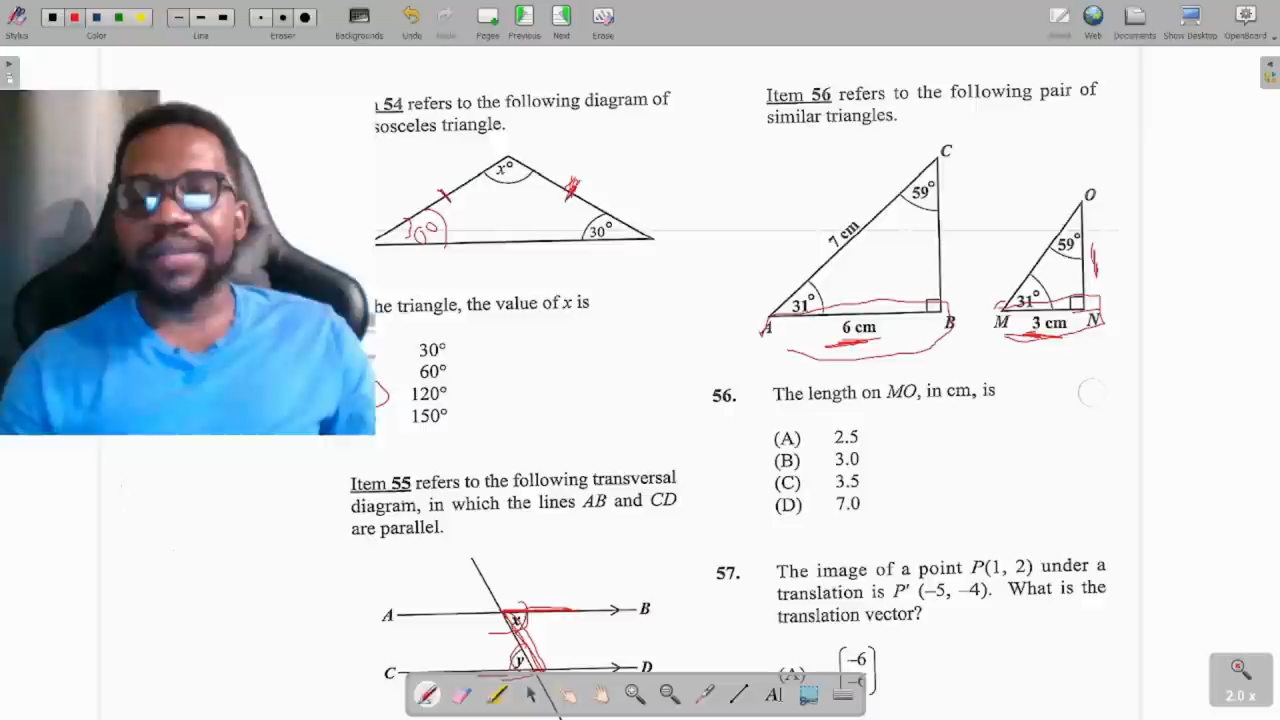 Stylus
Color
Line
Eraser
Backgrounds
Undo
Redo
Pages
Previous
Next
Erase
Board
Web
Documents
Show Desktop
OpenBoard
54 refers to the following diagram of
sosceles triangle.
x°
30°
30°
he triangle, the value of x is
30°
60°
120°
150°
Item 55 refers to the following transversal
diagram, in which the lines AB and CD
are parallel.
A
B
x
y
C
D
Item 56 refers to the following pair of
similar triangles.
C
59°
7 cm
31°
A
6 cm
B
O
59°
31°
M
3 cm
N
56. The length on MO, in cm, is
(A) 2.5
(B) 3.0
(C) 3.5
(D) 7.0
57. The image of a point P(1, 2) under a
translation is P′ (–5, –4). What is the
translation vector?
(A) –6
2.0 x